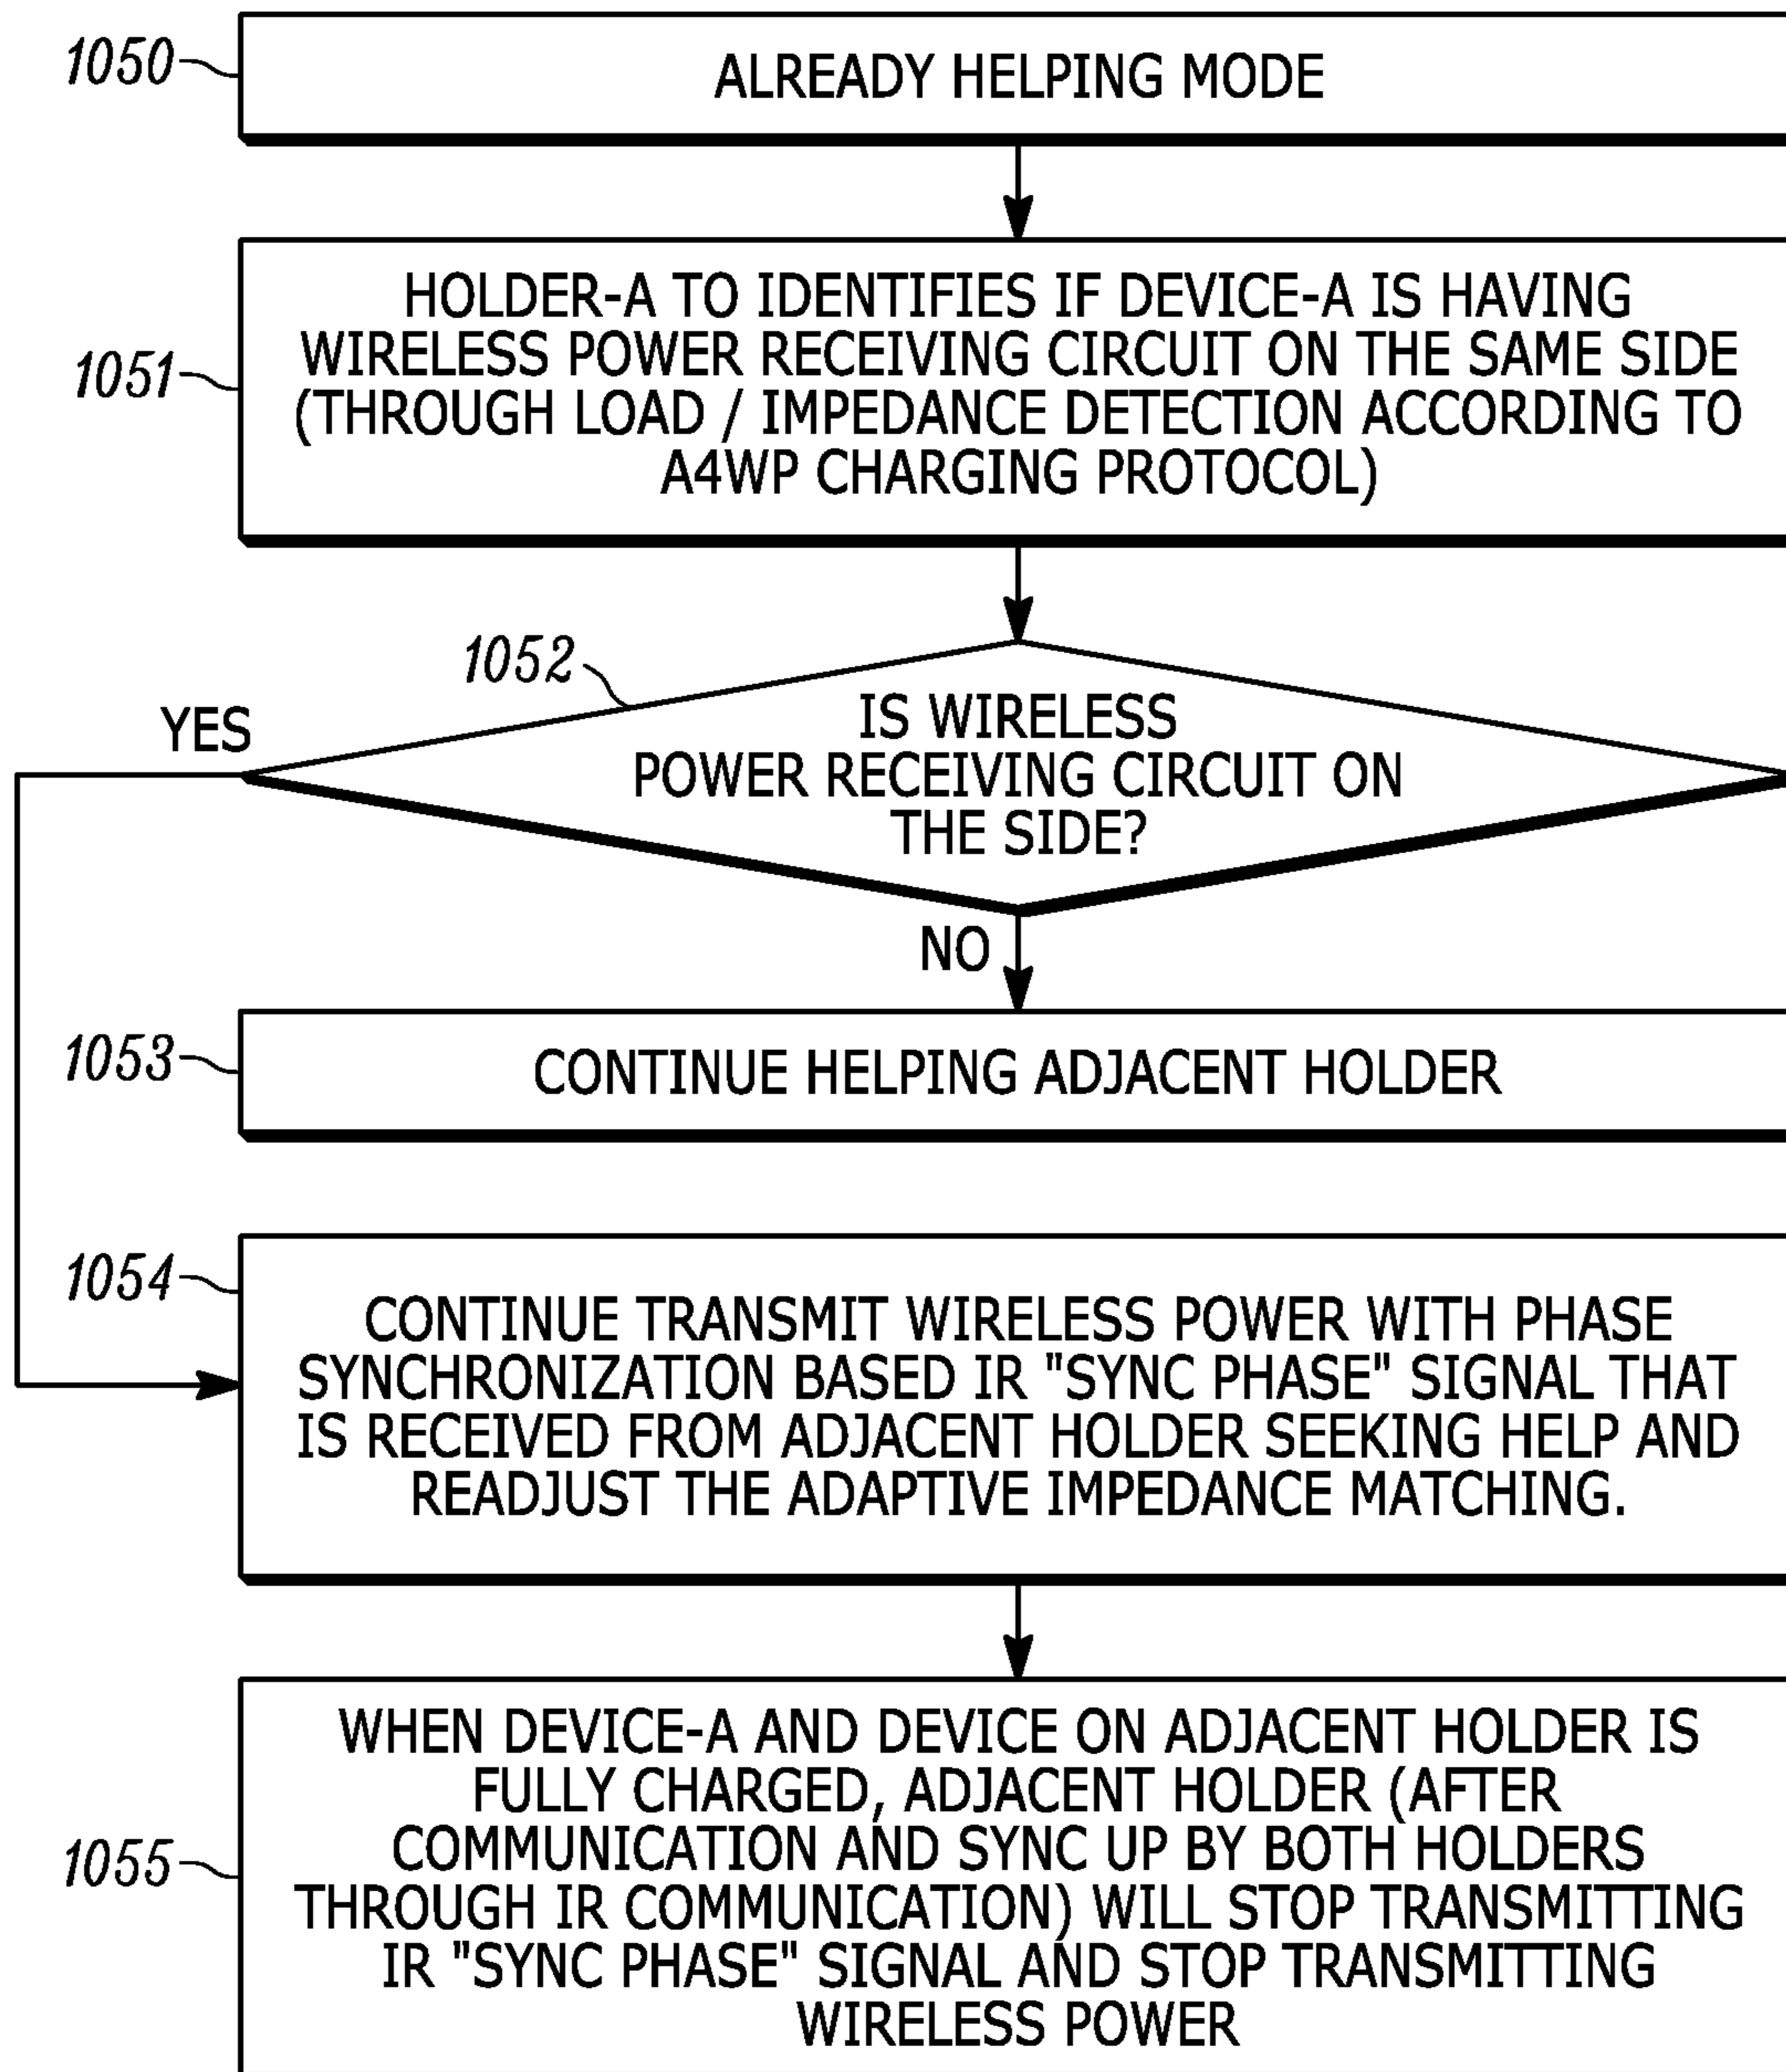 1050
ALREADY HELPING MODE
1051
HOLDER-A TO IDENTIFIES IF DEVICE-A IS HAVING
WIRELESS POWER RECEIVING CIRCUIT ON THE SAME SIDE
(THROUGH LOAD / IMPEDANCE DETECTION ACCORDING TO
A4WP CHARGING PROTOCOL)
1052
YES
IS WIRELESS
POWER RECEIVING CIRCUIT ON
THE SIDE?
NO
1053
CONTINUE HELPING ADJACENT HOLDER
1054
CONTINUE TRANSMIT WIRELESS POWER WITH PHASE
SYNCHRONIZATION BASED IR "SYNC PHASE" SIGNAL THAT
IS RECEIVED FROM ADJACENT HOLDER SEEKING HELP AND
READJUST THE ADAPTIVE IMPEDANCE MATCHING.
1055
WHEN DEVICE-A AND DEVICE ON ADJACENT HOLDER IS
FULLY CHARGED, ADJACENT HOLDER (AFTER
COMMUNICATION AND SYNC UP BY BOTH HOLDERS
THROUGH IR COMMUNICATION) WILL STOP TRANSMITTING
IR "SYNC PHASE" SIGNAL AND STOP TRANSMITTING
WIRELESS POWER